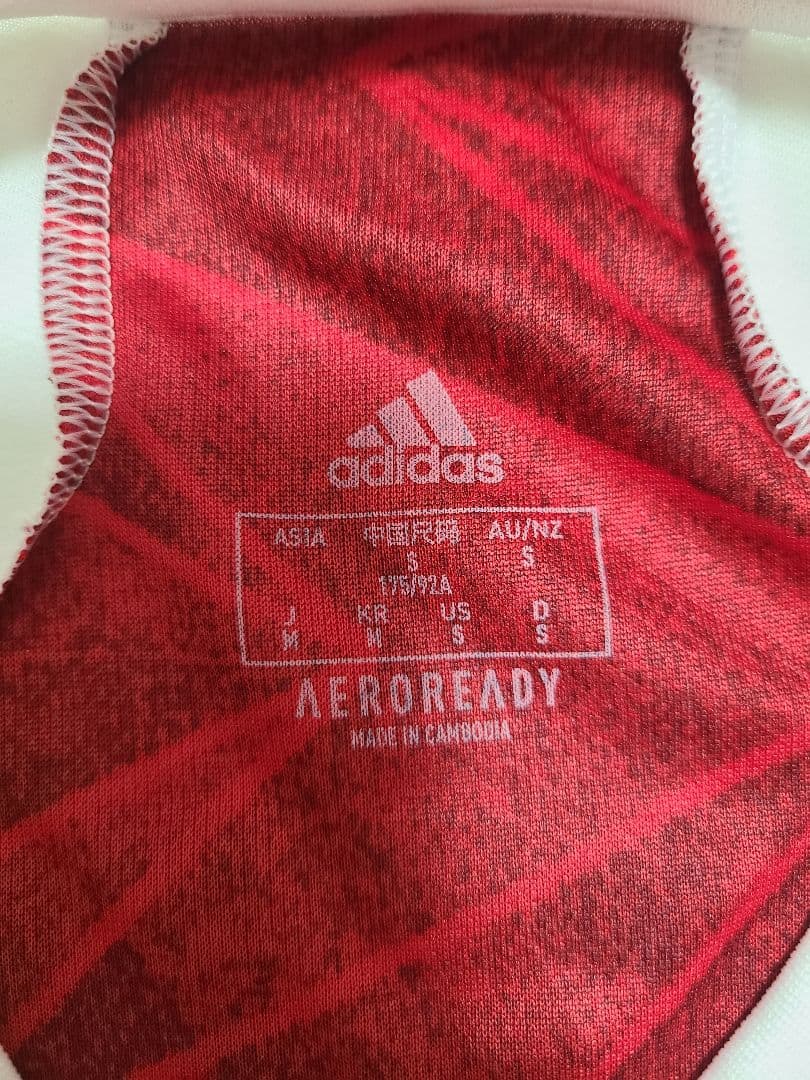 adidas
ASIA 中国尺码 AU/NZ
S S
175/92A
J KR US D
M M S S
AEROREADY
MADE IN CAMBODIA